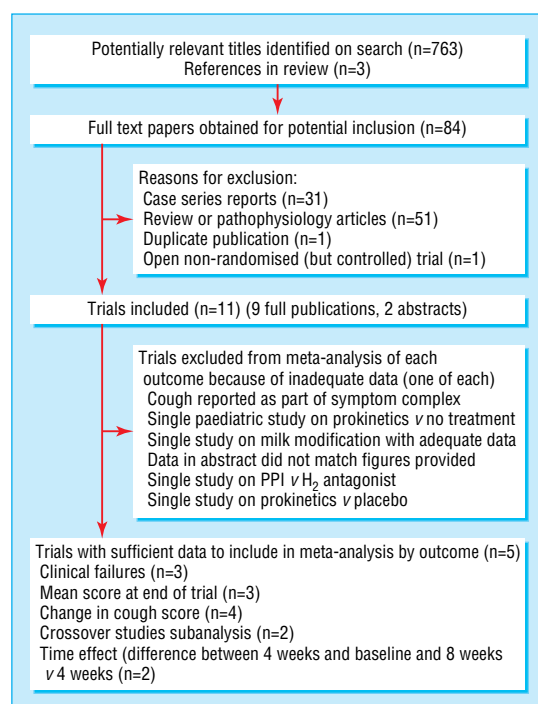 Potentially relevant titles identified on search (n=763)
References in review (n=3)
Full text papers obtained for potential inclusion (n=84)
Reasons for exclusion:
Case series reports (n=31)
Review or pathophysiology articles (n=51)
Duplicate publication (n=1)
Open non-randomised (but controlled) trial (n=1)
Trials included (n=11) (9 full publications, 2 abstracts)
Trials excluded from meta-analysis of each
outcome because of inadequate data (one of each)
Cough reported as part of symptom complex
Single paediatric study on prokinetics v no treatment
Single study on milk modification with adequate data
Data in abstract did not match figures provided
Single study on PPI v H₂ antagonist
Single study on prokinetics v placebo
Trials with sufficient data to include in meta-analysis by outcome (n=5)
Clinical failures (n=3)
Mean score at end of trial (n=3)
Change in cough score (n=4)
Crossover studies subanalysis (n=2)
Time effect (difference between 4 weeks and baseline and 8 weeks
v 4 weeks (n=2)